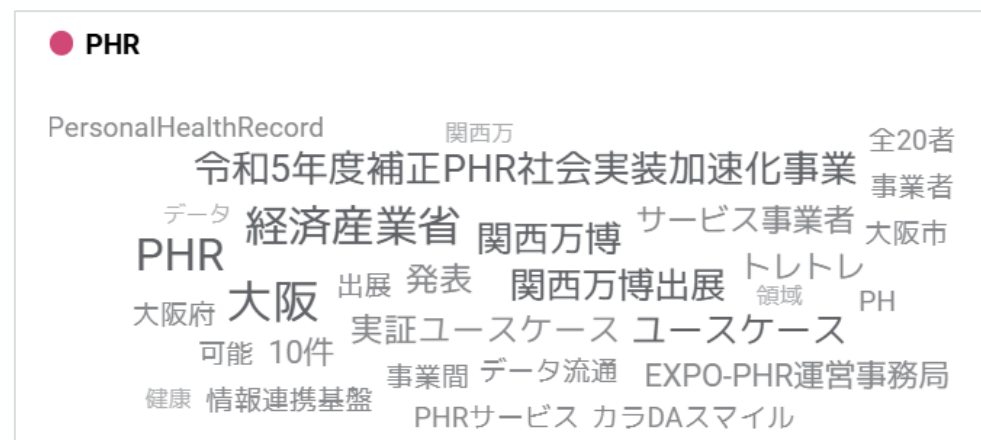 PHR
PersonalHealthRecord
関西万
全20者
令和5年度補正PHR社会実装加速化事業
事業者
データ
経済産業省
関西万博
サービス事業者
大阪市
PHR
大阪府
大阪
出展
発表
関西万博出展
トレトレ
領域
PH
実証ユースケース
ユースケース
可能
10件
事業間
データ流通
EXPO-PHR運営事務局
健康
情報連携基盤
PHRサービス
カラDAスマイル